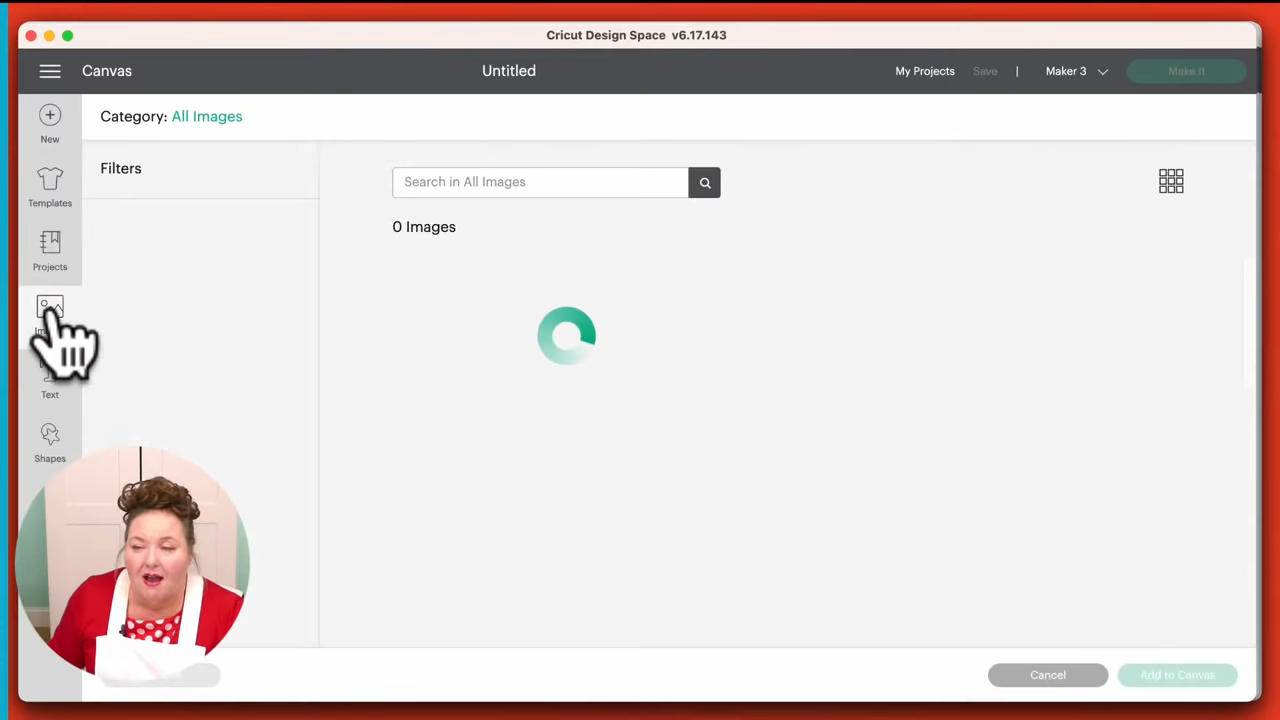 Cricut Design Space v6.17.143
Canvas
Untitled
My Projects
Save
|
Maker 3
Make It
New
Category: All Images
Templates
Filters
Search in All Images
0 Images
Projects
Text
Shapes
Cancel
Add to Canvas